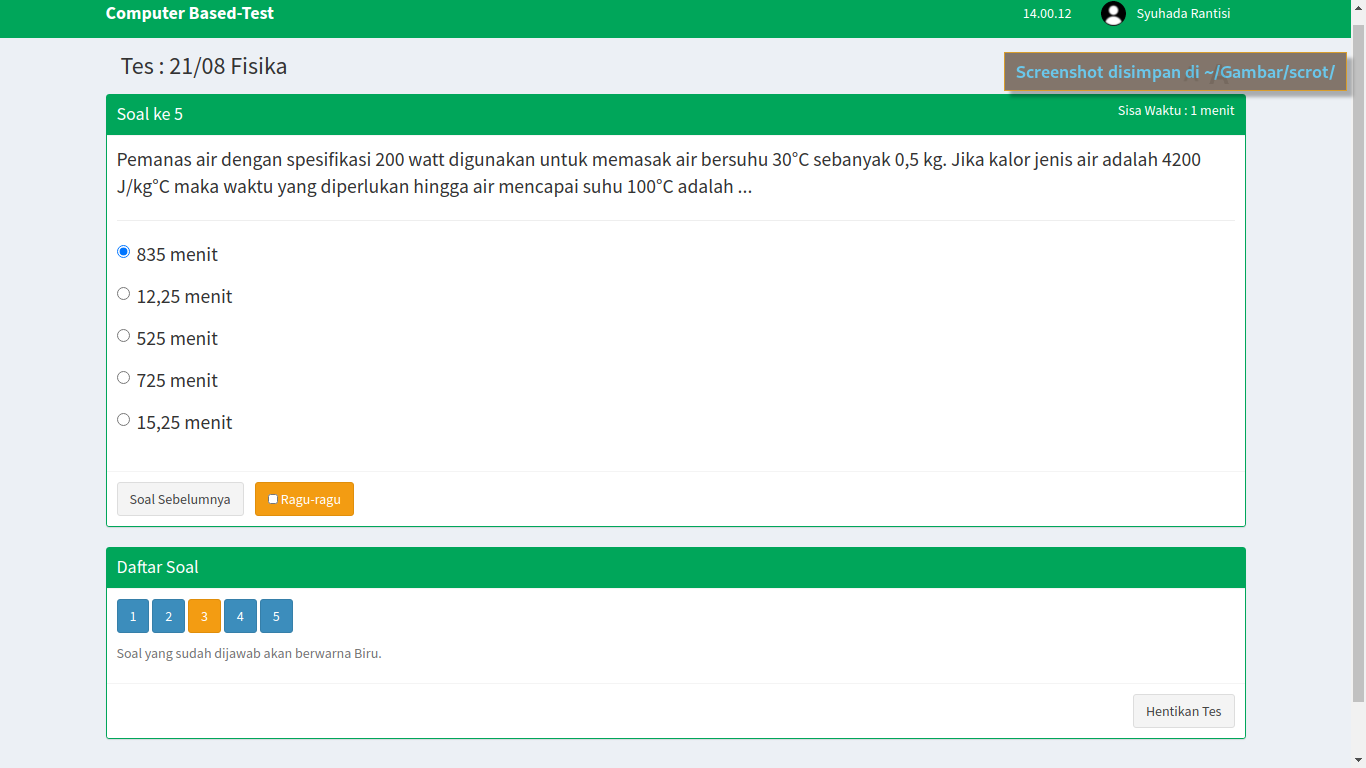 Computer Based-Test
14.00.12
Syuhada Rantisi
Tes : 21/08 Fisika
Screenshot disimpan di ~/Gambar/scrot/
Soal ke 5
Sisa Waktu : 1 menit
Pemanas air dengan spesifikasi 200 watt digunakan untuk memasak air bersuhu 30°C sebanyak 0,5 kg. Jika kalor jenis air adalah 4200
J/kg°C maka waktu yang diperlukan hingga air mencapai suhu 100°C adalah ...
835 menit
12,25 menit
525 menit
725 menit
15,25 menit
Soal Sebelumnya
Ragu-ragu
Daftar Soal
1 2 3 4 5
Soal yang sudah dijawab akan berwarna Biru.
Hentikan Tes